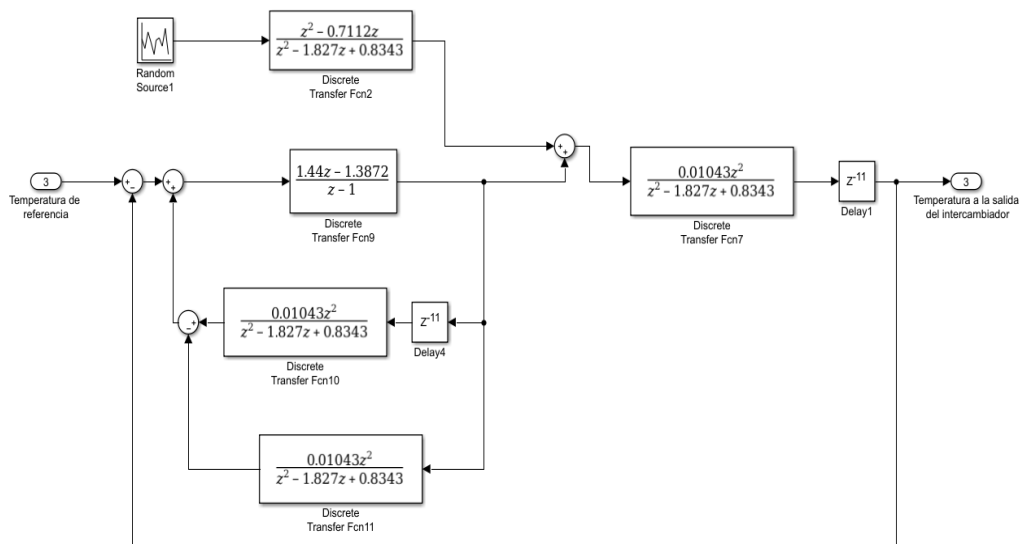 z² – 0.7112z
z² – 1.827z + 0.8343
Random
Source1
Discrete
Transfer Fcn2
+
+
3
Temperatura de
referencia
+
–
+
+
1.44z – 1.3872
z – 1
Discrete
Transfer Fcn9
0.01043z²
z² – 1.827z + 0.8343
Discrete
Transfer Fcn7
z⁻¹¹
Delay1
3
Temperatura a la salida
del intercambiador
– +
0.01043z²
z² – 1.827z + 0.8343
Discrete
Transfer Fcn10
z⁻¹¹
Delay4
0.01043z²
z² – 1.827z + 0.8343
Discrete
Transfer Fcn11